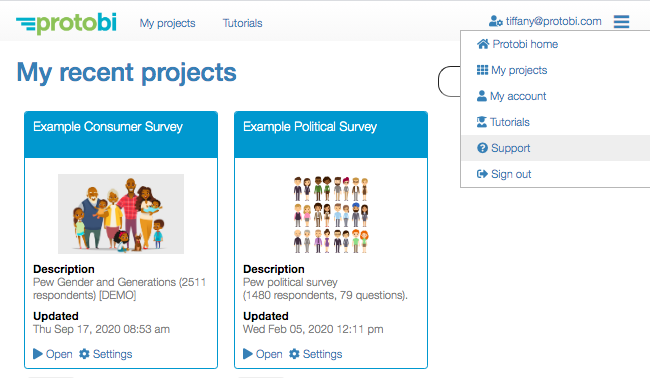 protobi
My projects
Tutorials
tiffany@protobi.com
Protobi home
My projects
My account
Tutorials
Support
Sign out
My recent projects
Example Consumer Survey
Description
Pew Gender and Generations (2511
respondents) [DEMO]
Updated
Thu Sep 17, 2020 08:53 am
Open
Settings
Example Political Survey
Description
Pew political survey
(1480 respondents, 79 questions).
Updated
Wed Feb 05, 2020 12:11 pm
Open
Settings